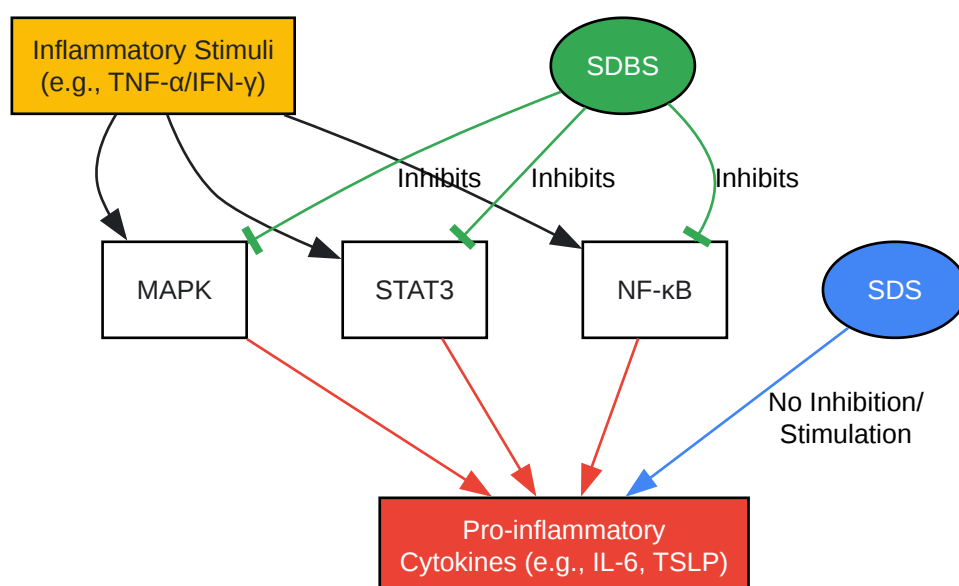 Inflammatory Stimuli
(e.g., TNF-α/IFN-γ)
SDBS
Inhibits
Inhibits
Inhibits
MAPK
STAT3
NF-κB
SDS
No Inhibition/
Stimulation
Pro-inflammatory
Cytokines (e.g., IL-6, TSLP)